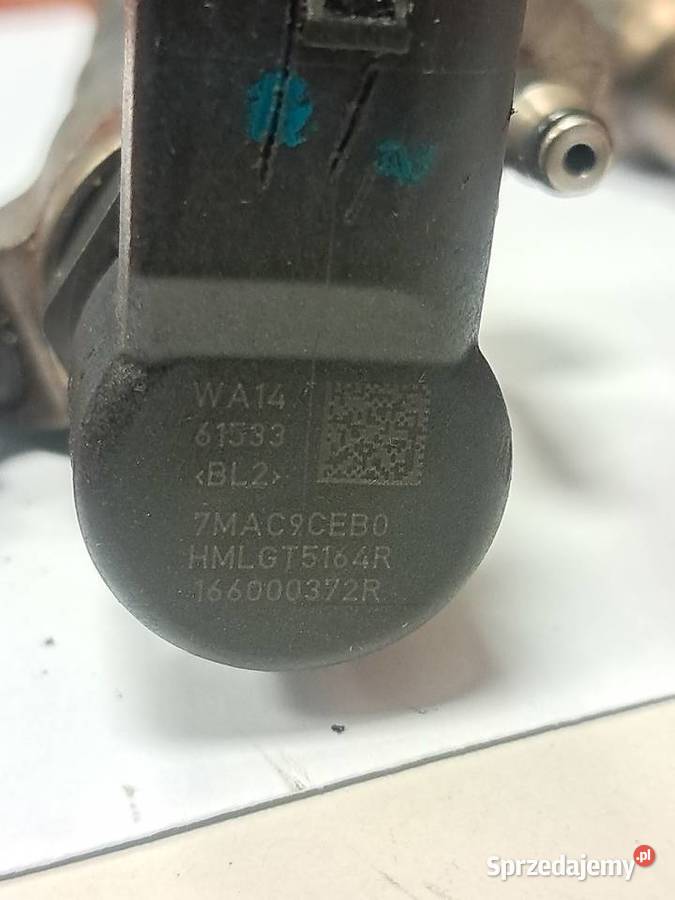 WA14
61533
<BL2>
7MAC9CEB0
HMLGT5164R
166000372R
Sprzedajemy.pl